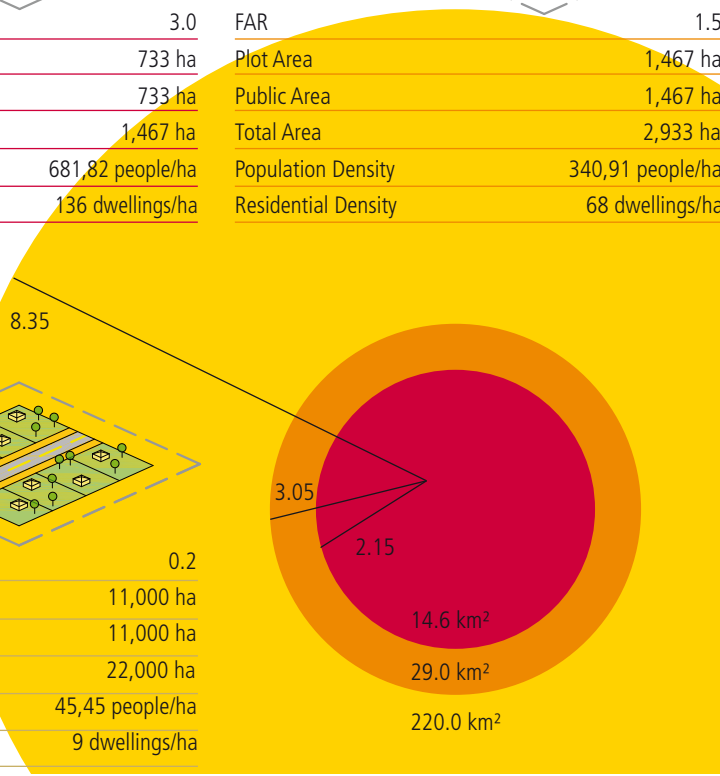 3.0
733 ha
733 ha
1,467 ha
681,82 people/ha
136 dwellings/ha
FAR 1.5
Plot Area 1,467 ha
Public Area 1,467 ha
Total Area 2,933 ha
Population Density 340,91 people/ha
Residential Density 68 dwellings/ha
8.35
3.05
2.15
14.6 km²
29.0 km²
220.0 km²
0.2
11,000 ha
11,000 ha
22,000 ha
45,45 people/ha
9 dwellings/ha